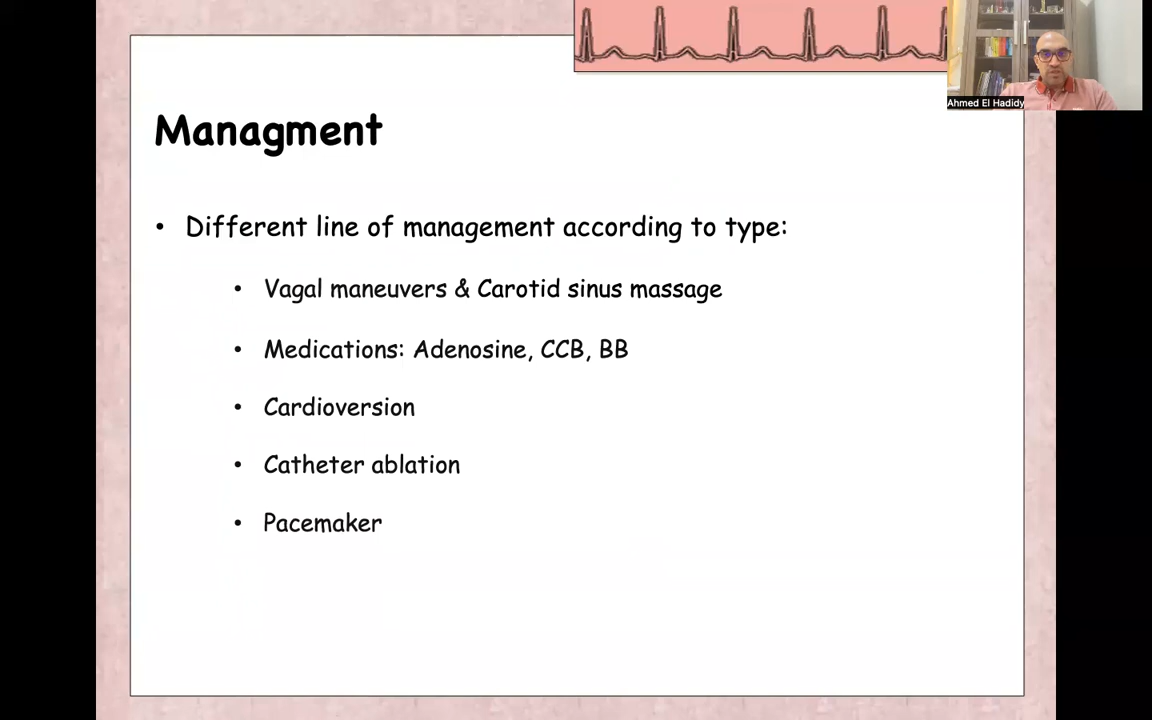 Ahmed El Hadidy
Managment
• Different line of management according to type:
• Vagal maneuvers & Carotid sinus massage
• Medications: Adenosine, CCB, BB
• Cardioversion
• Catheter ablation
• Pacemaker